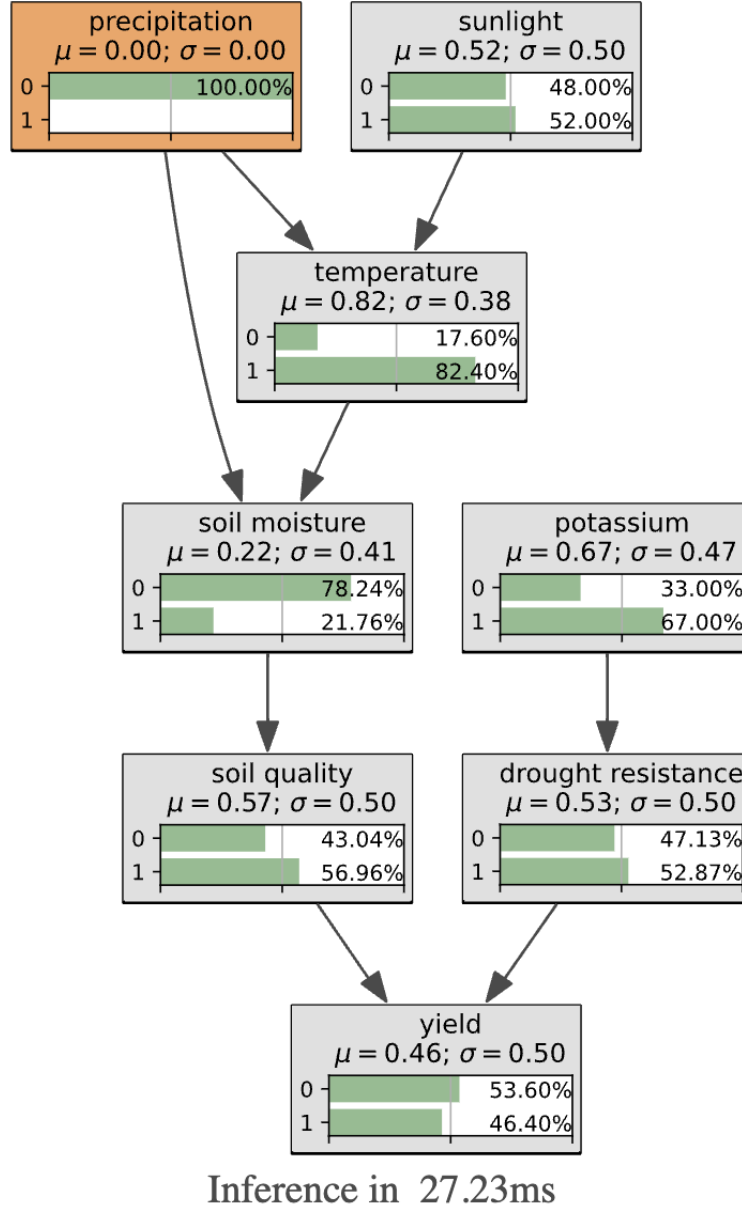 precipitation
μ = 0.00; σ = 0.00
0 100.00%
1
sunlight
μ = 0.52; σ = 0.50
0 48.00%
1 52.00%
temperature
μ = 0.82; σ = 0.38
0 17.60%
1 82.40%
soil moisture
μ = 0.22; σ = 0.41
0 78.24%
1 21.76%
potassium
μ = 0.67; σ = 0.47
0 33.00%
1 67.00%
soil quality
μ = 0.57; σ = 0.50
0 43.04%
1 56.96%
drought resistance
μ = 0.53; σ = 0.50
0 47.13%
1 52.87%
yield
μ = 0.46; σ = 0.50
0 53.60%
1 46.40%
Inference in 27.23ms